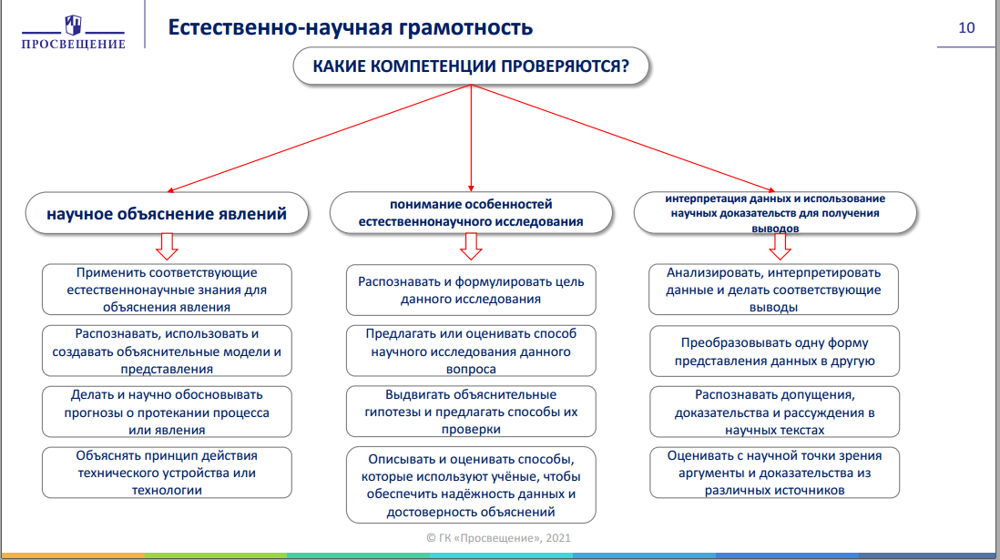 ПРОСВЕЩЕНИЕ
Естественно-научная грамотность
10
КАКИЕ КОМПЕТЕНЦИИ ПРОВЕРЯЮТСЯ?
научное объяснение явлений
Применить соответствующие
естественнонаучные знания для
объяснения явления
Распознавать, использовать и
создавать объяснительные модели и
представления
Делать и научно обосновывать
прогнозы о протекании процесса
или явления
Объяснять принцип действия
технического устройства или
технологии
понимание особенностей
естественнонаучного исследования
Распознавать и формулировать цель
данного исследования
Предлагать или оценивать способ
научного исследования данного
вопроса
Выдвигать объяснительные
гипотезы и предлагать способы их
проверки
Описывать и оценивать способы,
которые используют учёные, чтобы
обеспечить надёжность данных и
достоверность объяснений
интерпретация данных и использование
научных доказательств для получения
выводов
Анализировать, интерпретировать
данные и делать соответствующие
выводы
Преобразовывать одну форму
представления данных в другую
Распознавать допущения,
доказательства и рассуждения в
научных текстах
Оценивать с научной точки зрения
аргументы и доказательства из
различных источников
© ГК «Просвещение», 2021